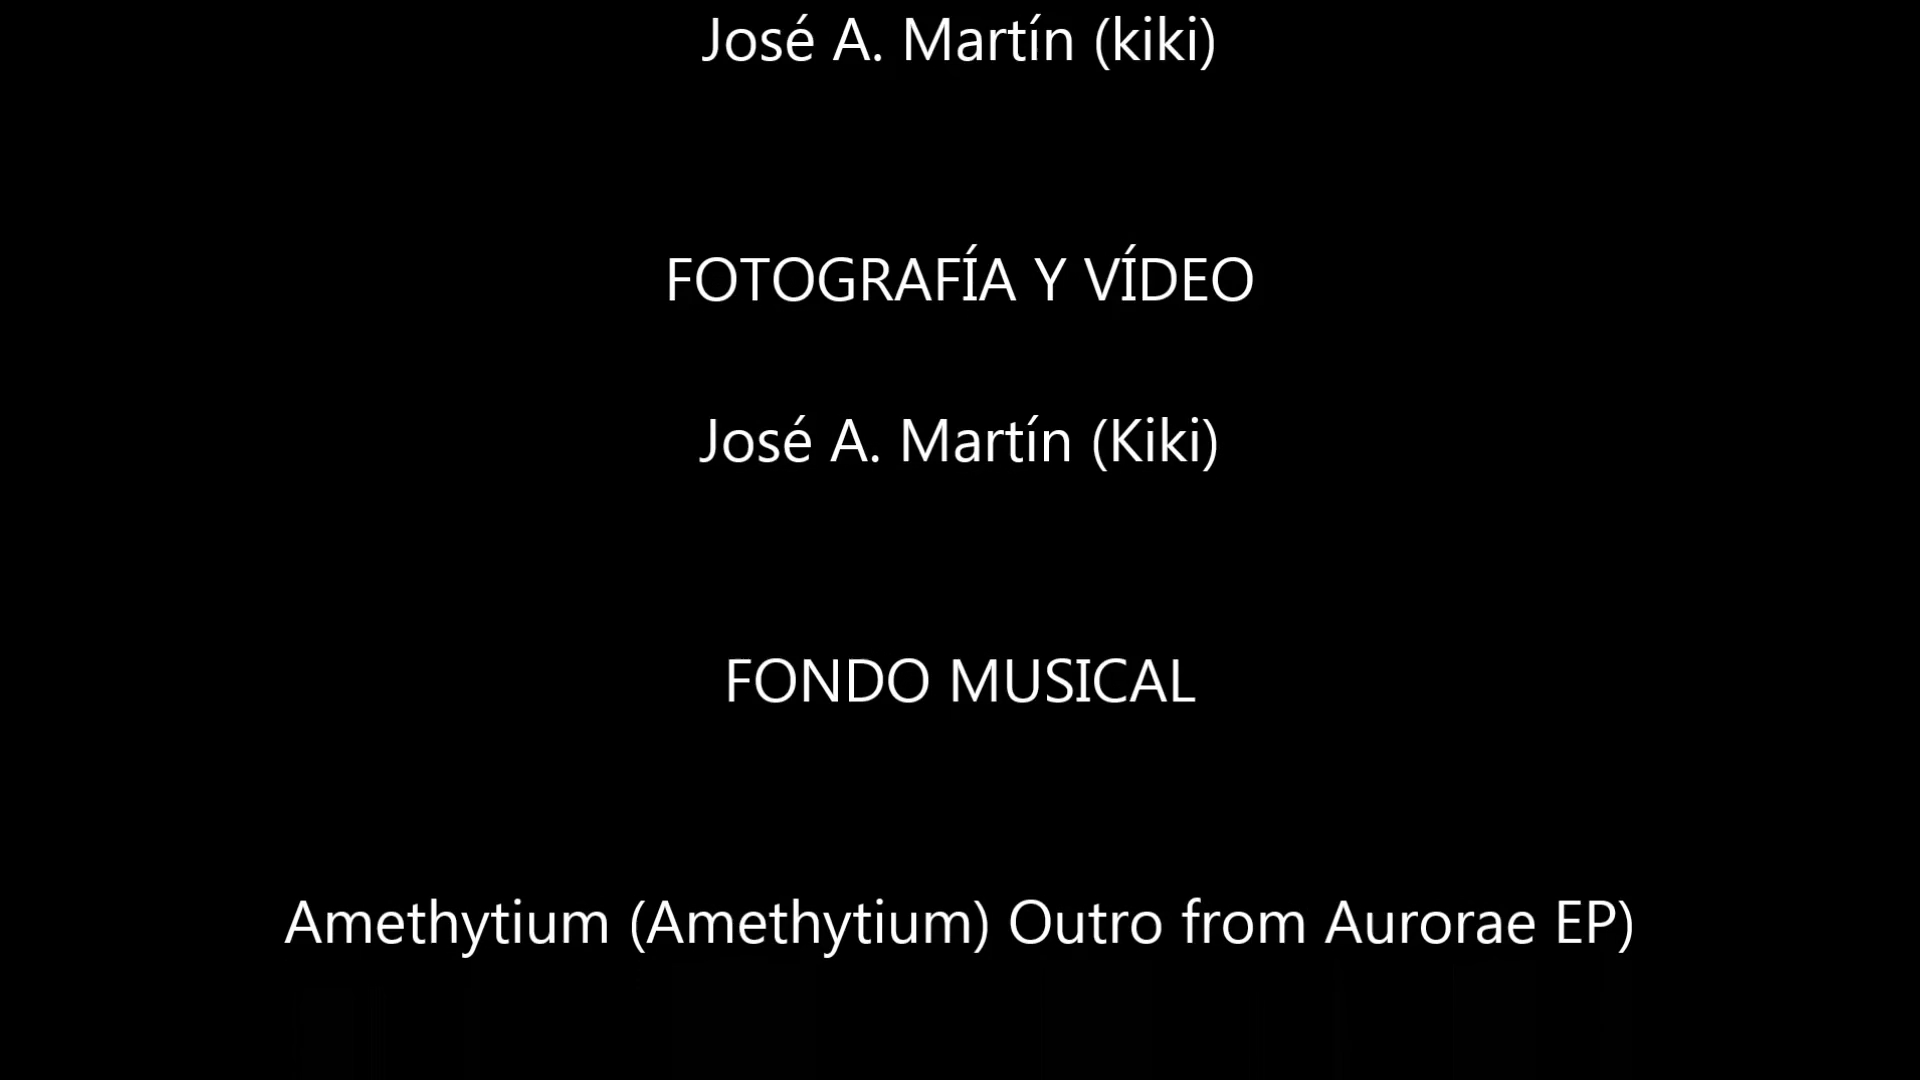 José A. Martín (kiki)
FOTOGRAFÍA Y VÍDEO
José A. Martín (Kiki)
FONDO MUSICAL
Amethytium (Amethytium) Outro from Aurorae EP)